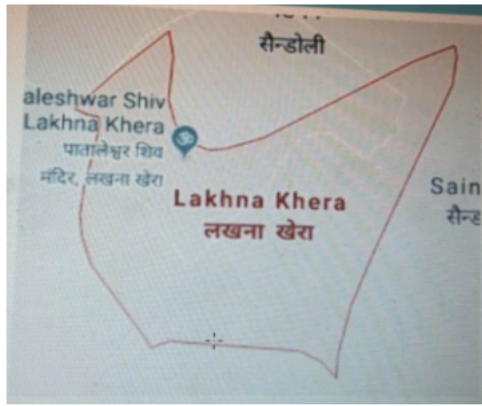 सैन्डोली
aleshwar Shiv
Lakhna Khera
पातालेश्वर शिव
मंदिर, लखना खेरा
Lakhna Khera
लखना खेरा
Sain
सैन्ड